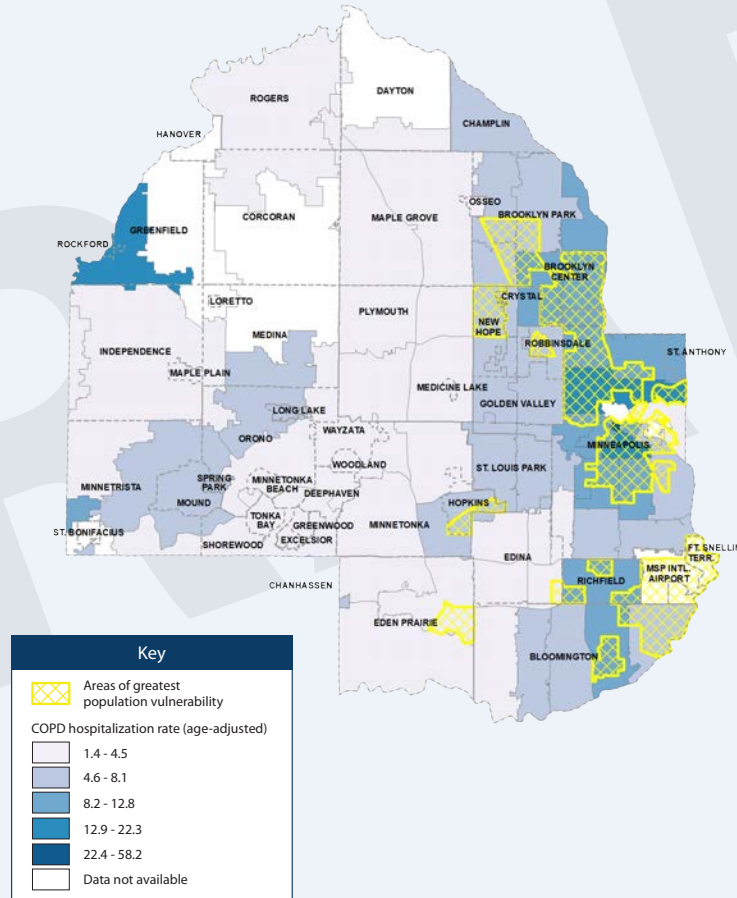 ROGERS
DAYTON
CHAMPLIN
HANOVER
OSSEO
BROOKLYN PARK
CORCORAN
MAPLE GROVE
GREENFIELD
ROCKFORD
BROOKLYN
CENTER
CRYSTAL
LORETTO
PLYMOUTH
NEW
HOPE
MEDINA
ROBBINSDALE
INDEPENDENCE
ST. ANTHONY
MAPLE PLAIN
MEDICINE LAKE
GOLDEN VALLEY
LONG LAKE
WAYZATA
ORONO
MINNEAPOLIS
WOODLAND
ST. LOUIS PARK
MINNETRISTA
SPRING
PARK
MINNETONKA
BEACH
DEEPHAVEN
MOUND
HOPKINS
TONKA
BAY
GREENWOOD
MINNETONKA
ST. BONIFACIUS
EXCELSIOR
SHOREWOOD
EDINA
FT. SNELLIN
TERR.
MSP INTL.
AIRPORT
RICHFIELD
CHANHASSEN
EDEN PRAIRIE
BLOOMINGTON
Key
Areas of greatest
population vulnerability
COPD hospitalization rate (age-adjusted)
1.4 - 4.5
4.6 - 8.1
8.2 - 12.8
12.9 - 22.3
22.4 - 58.2
Data not available